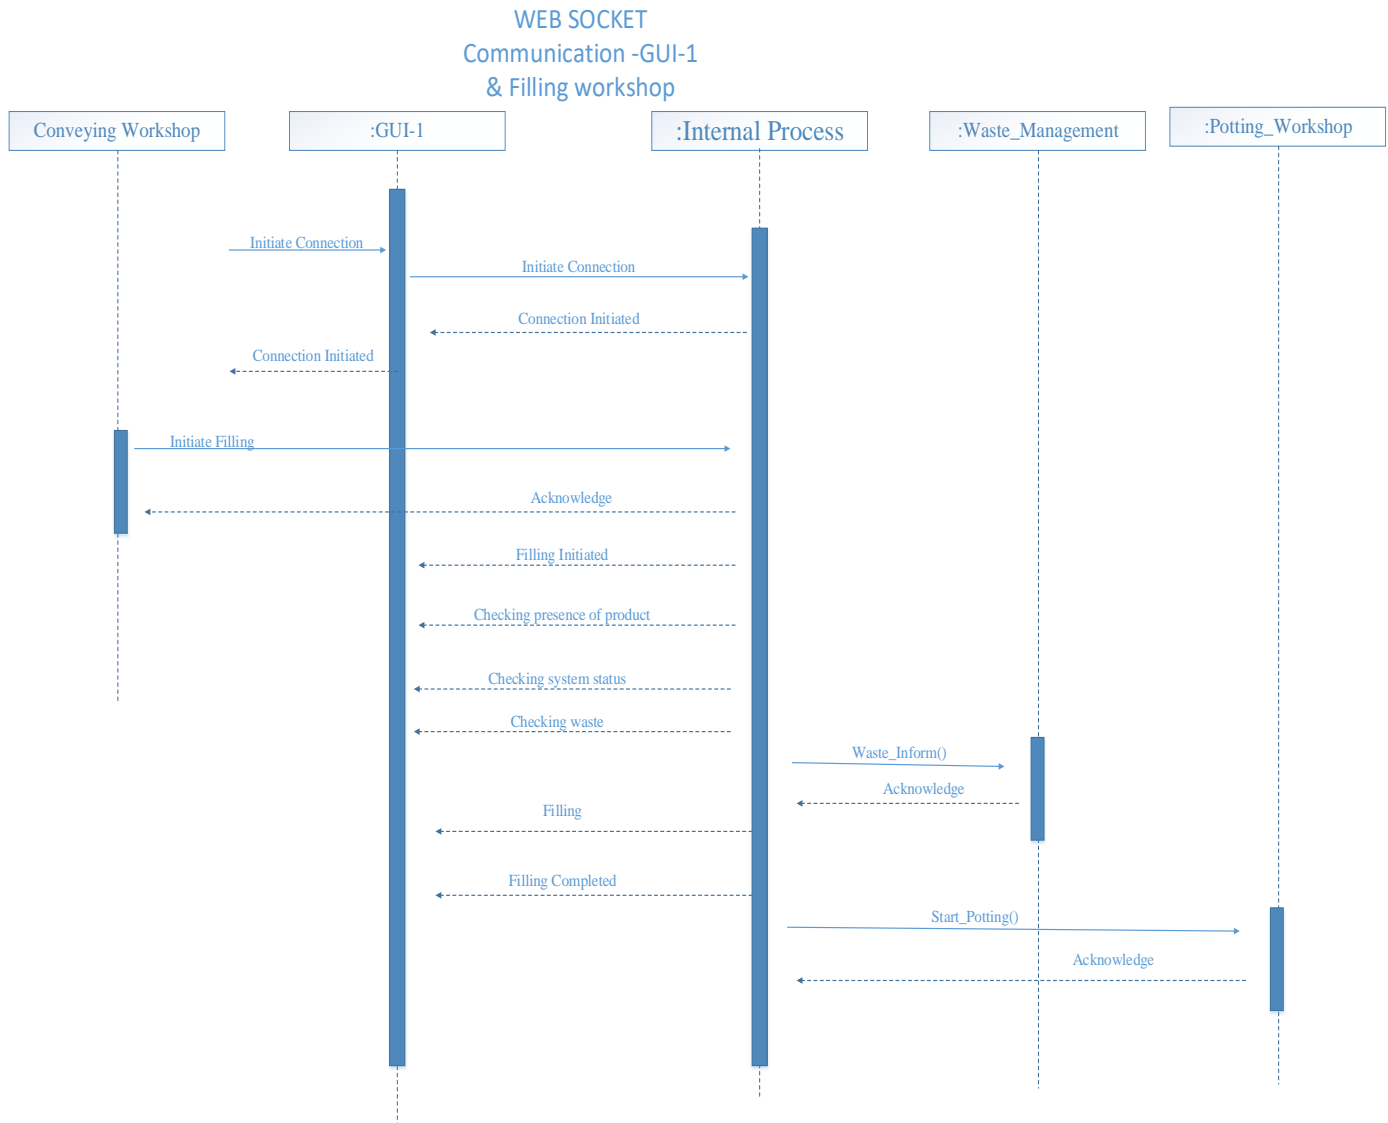 WEB SOCKET
Communication -GUI-1
& Filling workshop
Conveying Workshop
:GUI-1
:Internal Process
:Waste_Management
:Potting_Workshop
Initiate Connection
Initiate Connection
Connection Initiated
Connection Initiated
Initiate Filling
Acknowledge
Filling Initiated
Checking presence of product
Checking system status
Checking waste
Waste_Inform()
Acknowledge
Filling
Filling Completed
Start_Potting()
Acknowledge